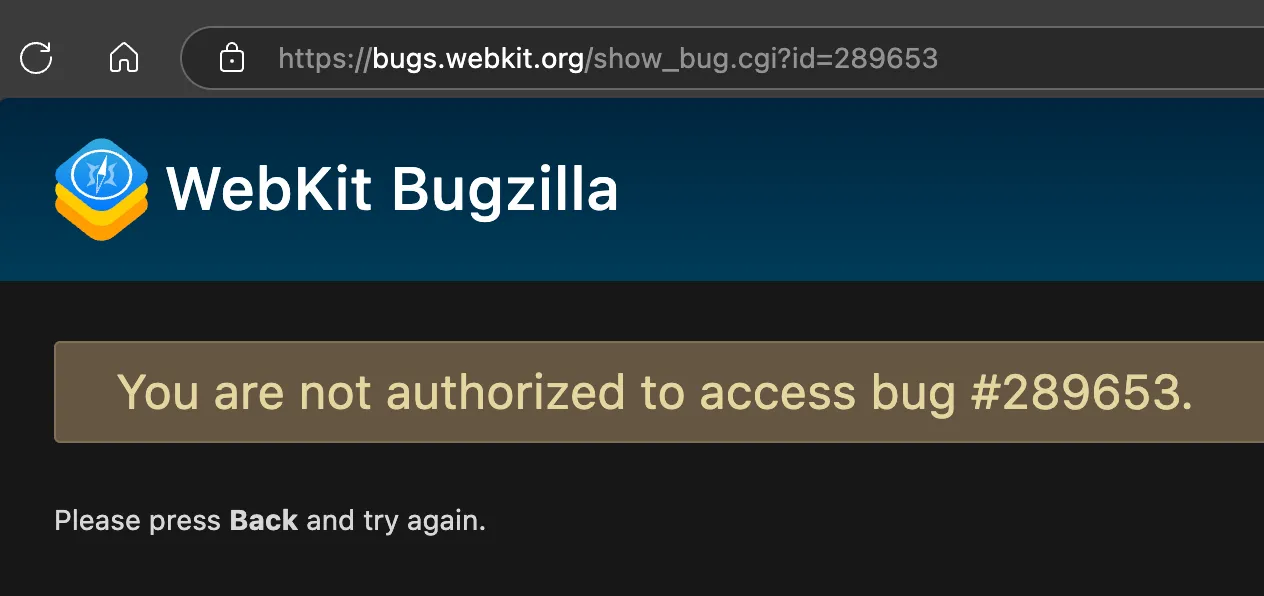 https://bugs.webkit.org/show_bug.cgi?id=289653
WebKit Bugzilla
You are not authorized to access bug #289653.
Please press Back and try again.